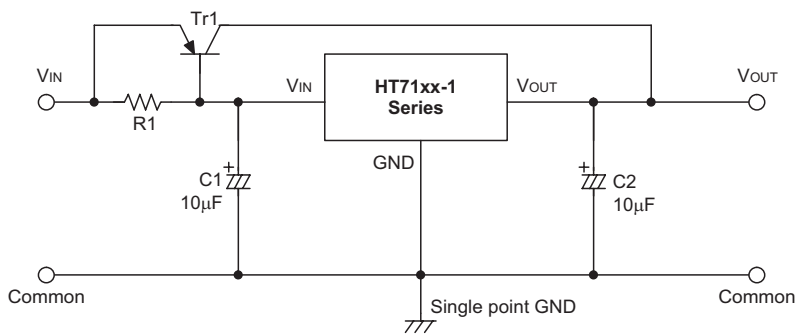 Tr1
VIN
R1
VIN
HT71xx-1
Series
VOUT
VOUT
GND
+
C1
10μF
+
C2
10μF
Common
Single point GND
Common